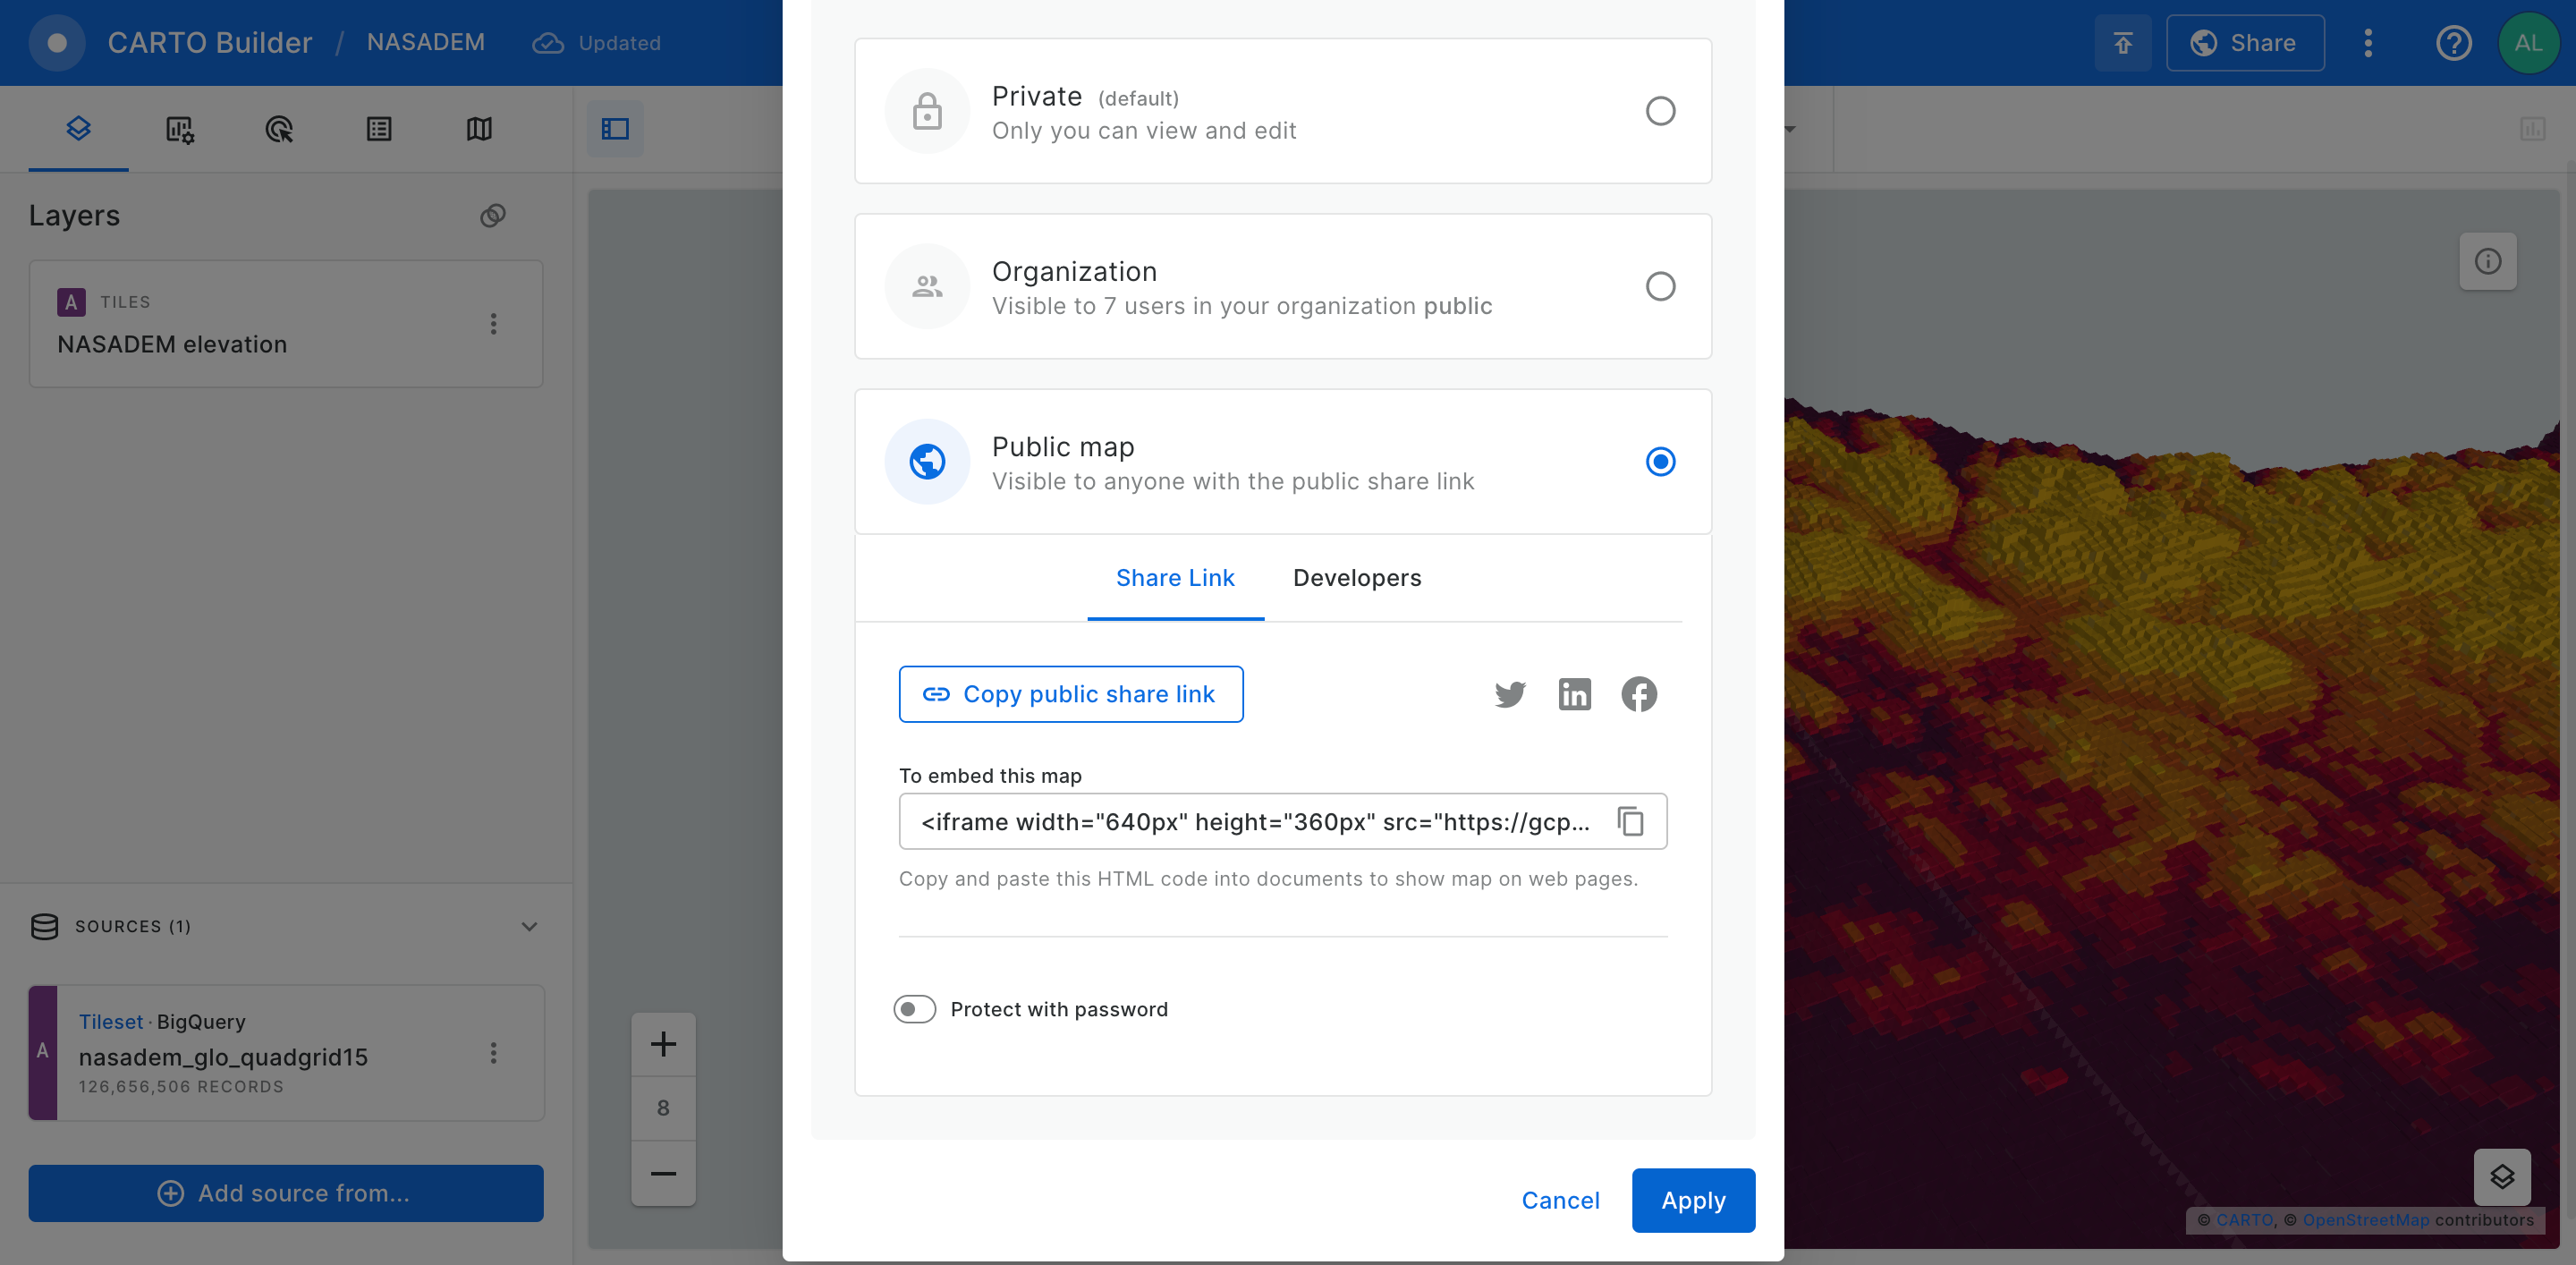 CARTO Builder / NASADEM Updated
Share
AL
Layers
A TILES
NASADEM elevation
SOURCES (1)
A
Tileset · BigQuery
nasadem_glo_quadgrid15
126,656,506 RECORDS
Add source from...
8
Private (default)
Only you can view and edit
Organization
Visible to 7 users in your organization public
Public map
Visible to anyone with the public share link
Share Link
Developers
Copy public share link
To embed this map
<iframe width="640px" height="360px" src="https://gcp...
Copy and paste this HTML code into documents to show map on web pages.
Protect with password
Cancel
Apply
© CARTO, © OpenStreetMap contributors